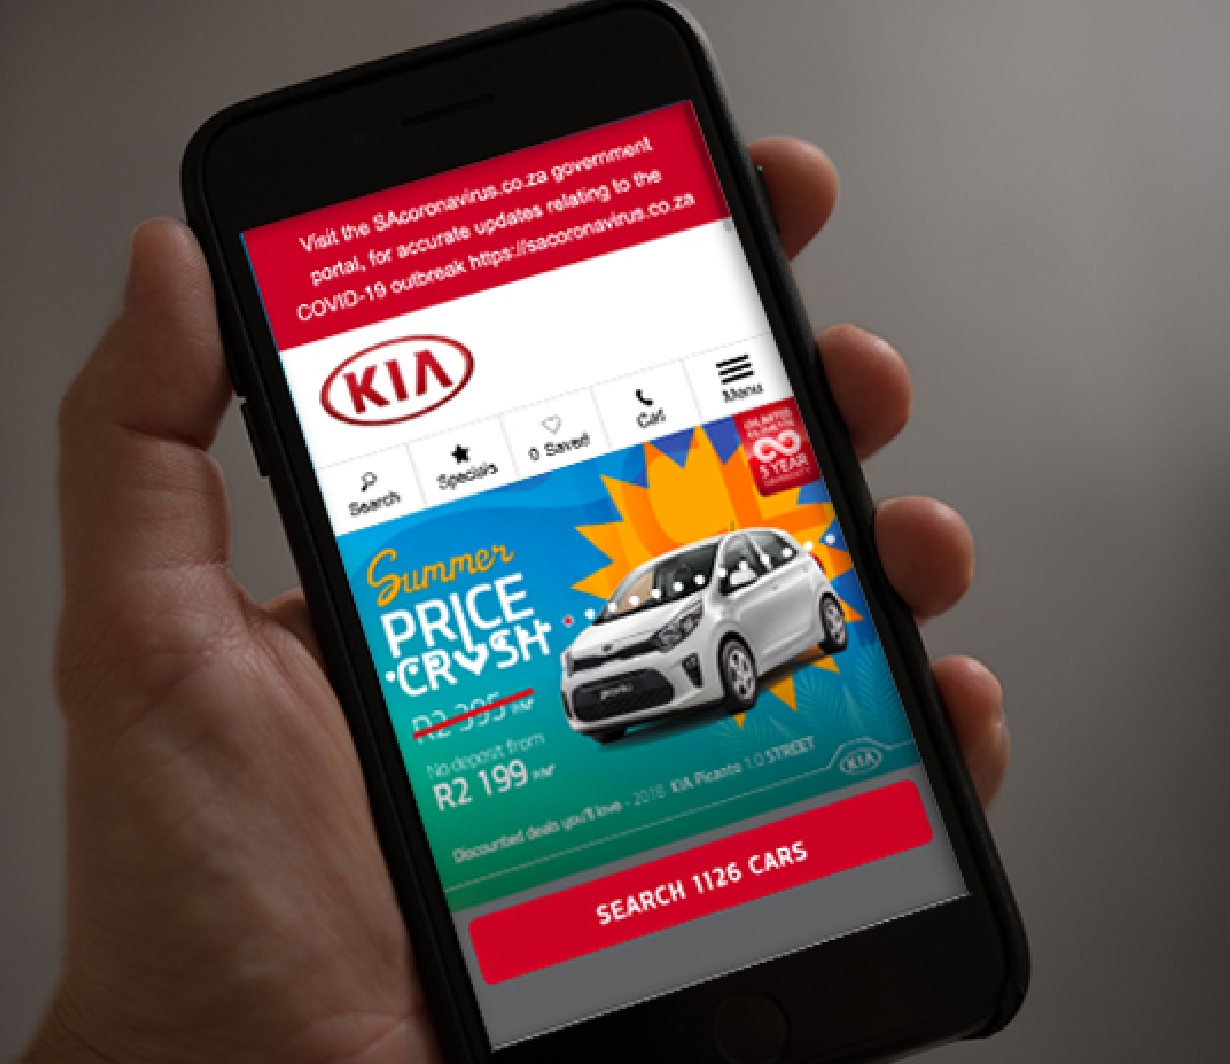 Visit the SAcoronavirus.co.za government
portal, for accurate updates relating to the
COVID-19 outbreak https://sacoronavirus.co.za
KIA
Search
Specials
0 Saved
Call
Menu
5 YEAR
Summer
PRICE
CRUSH
R2 395 PM*
No deposit from
R2 199 PM*
Discounted deals you'll love - 2018 KIA Picanto 1.0 STREET
KIA
SEARCH 1126 CARS